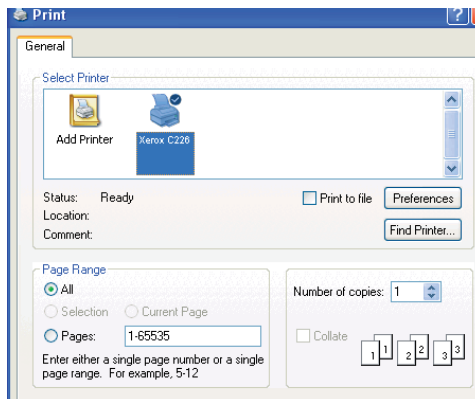 Print
General
Select Printer
Add Printer
Xerox C226
Status: Ready
Print to file
Preferences
Location:
Comment:
Find Printer...
Page Range
All
Selection
Current Page
Pages: 1-65535
Enter either a single page number or a single
page range. For example, 5-12
Number of copies: 1
Collate
1 1 2 2 3 3